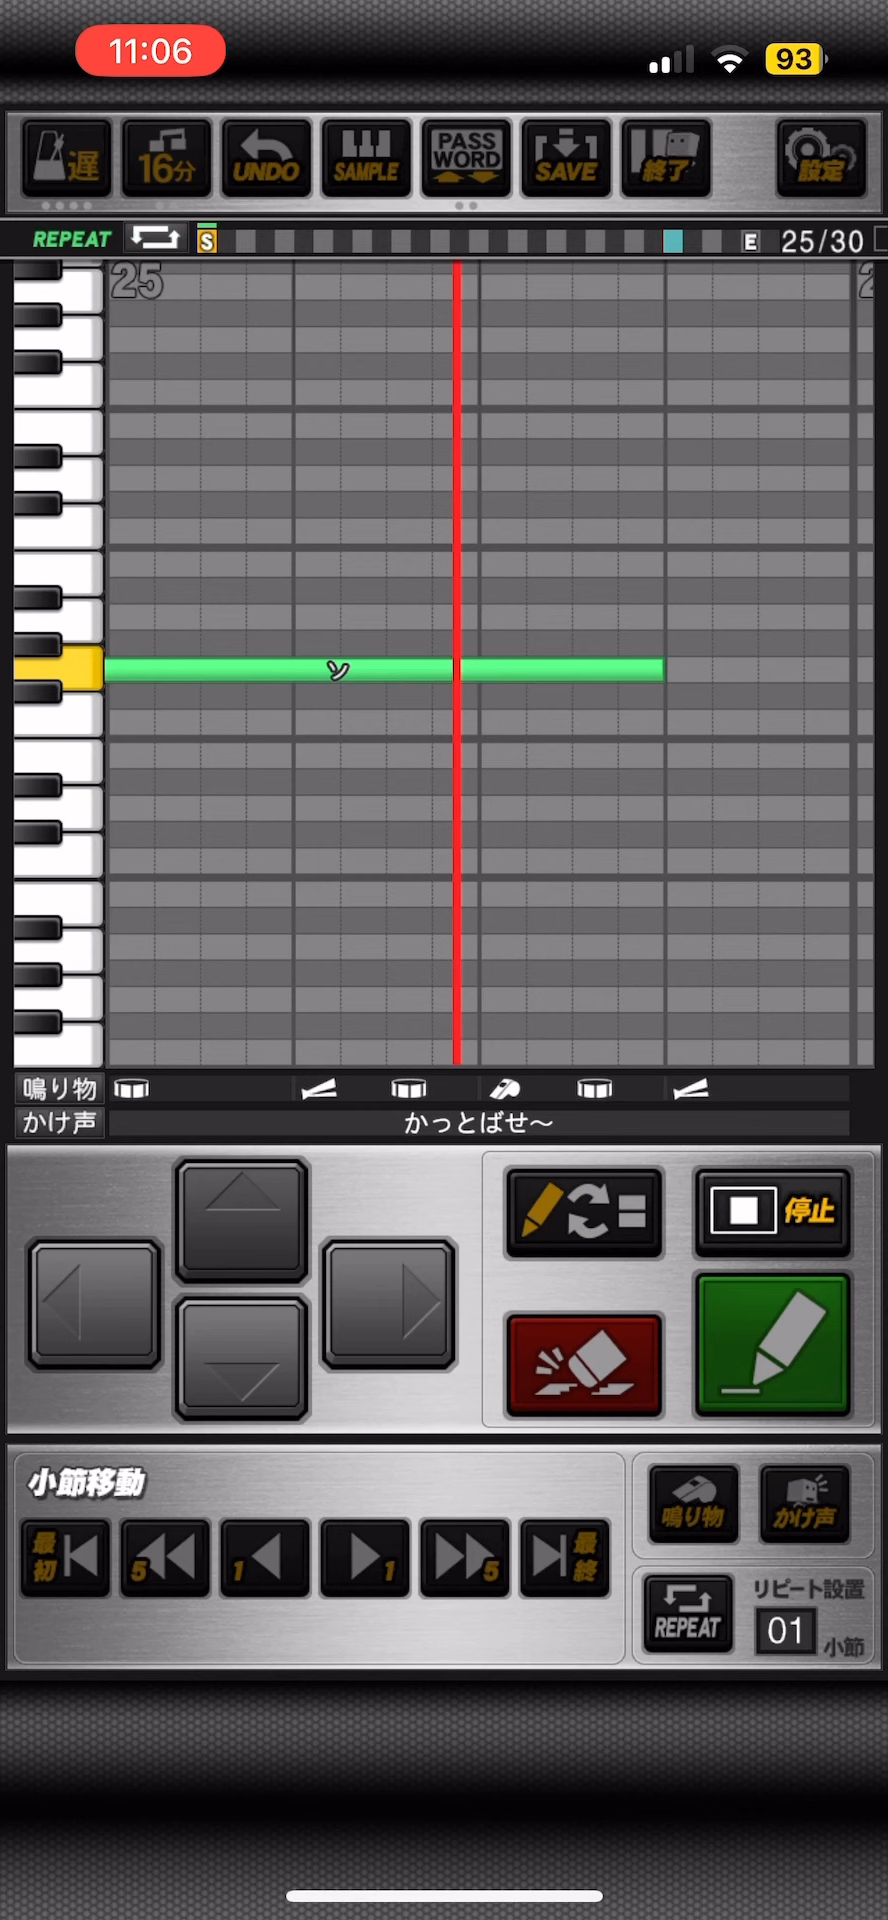 11:06
93
遅
16分
UNDO
SAMPLE
PASS
WORD
SAVE
終了
設定
REPEAT
S
E
25/30
25
ソ
鳴り物
かけ声
かっとばせ～
停止
小節移動
最初
5
1
1
5
最終
鳴り物
かけ声
REPEAT
リピート設置
01
小節